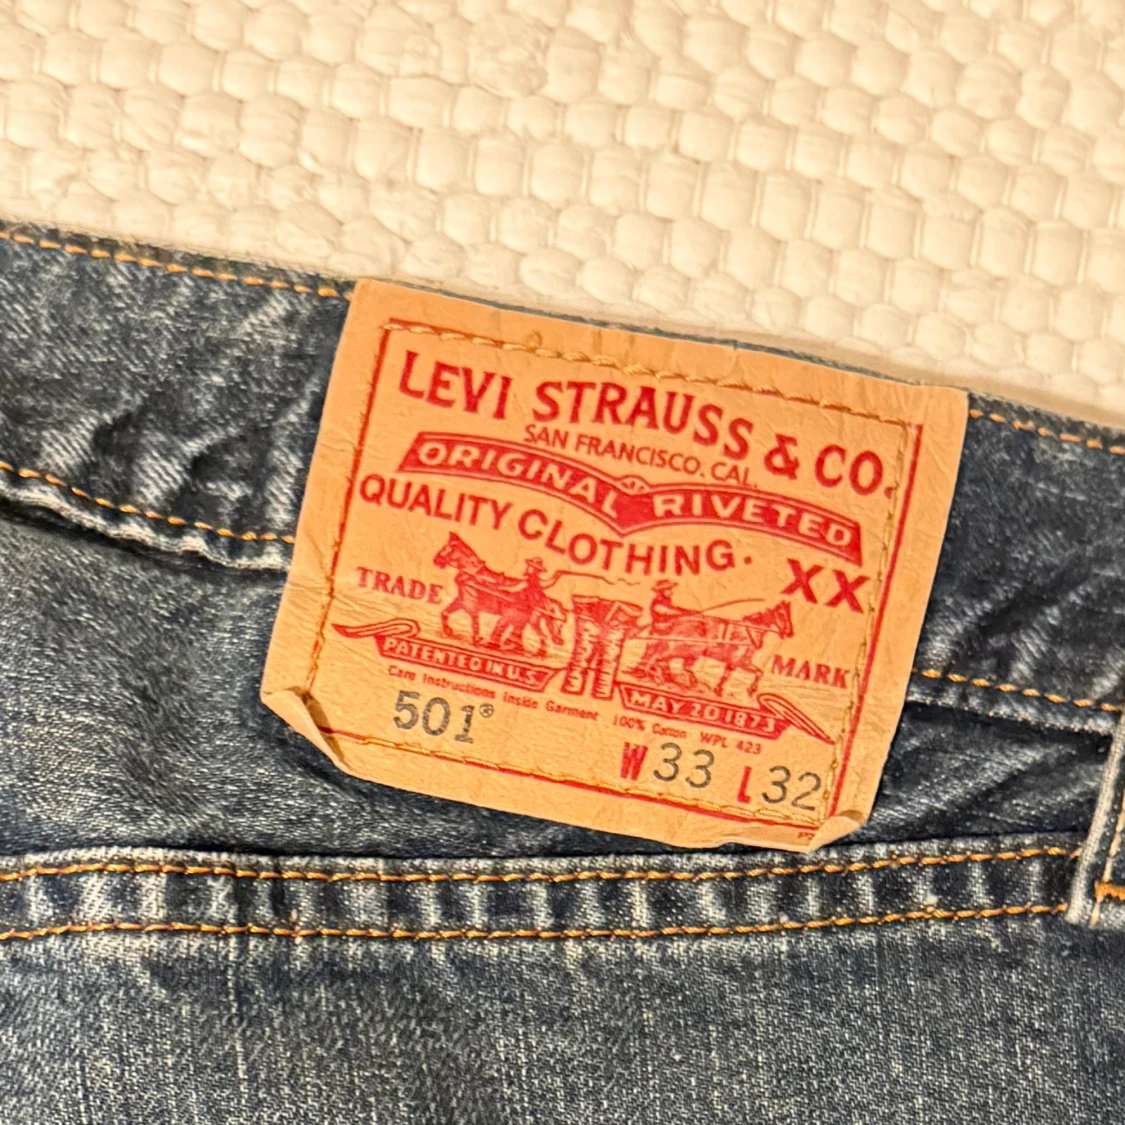 LEVI STRAUSS & CO.
SAN FRANCISCO, CAL.
ORIGINAL RIVETED
QUALITY CLOTHING.
XX
TRADE MARK
PATENTED IN U.S. MAY 20 1873
Care Instructions Inside Garment 100% Cotton WPL 423
501®
W33 L32